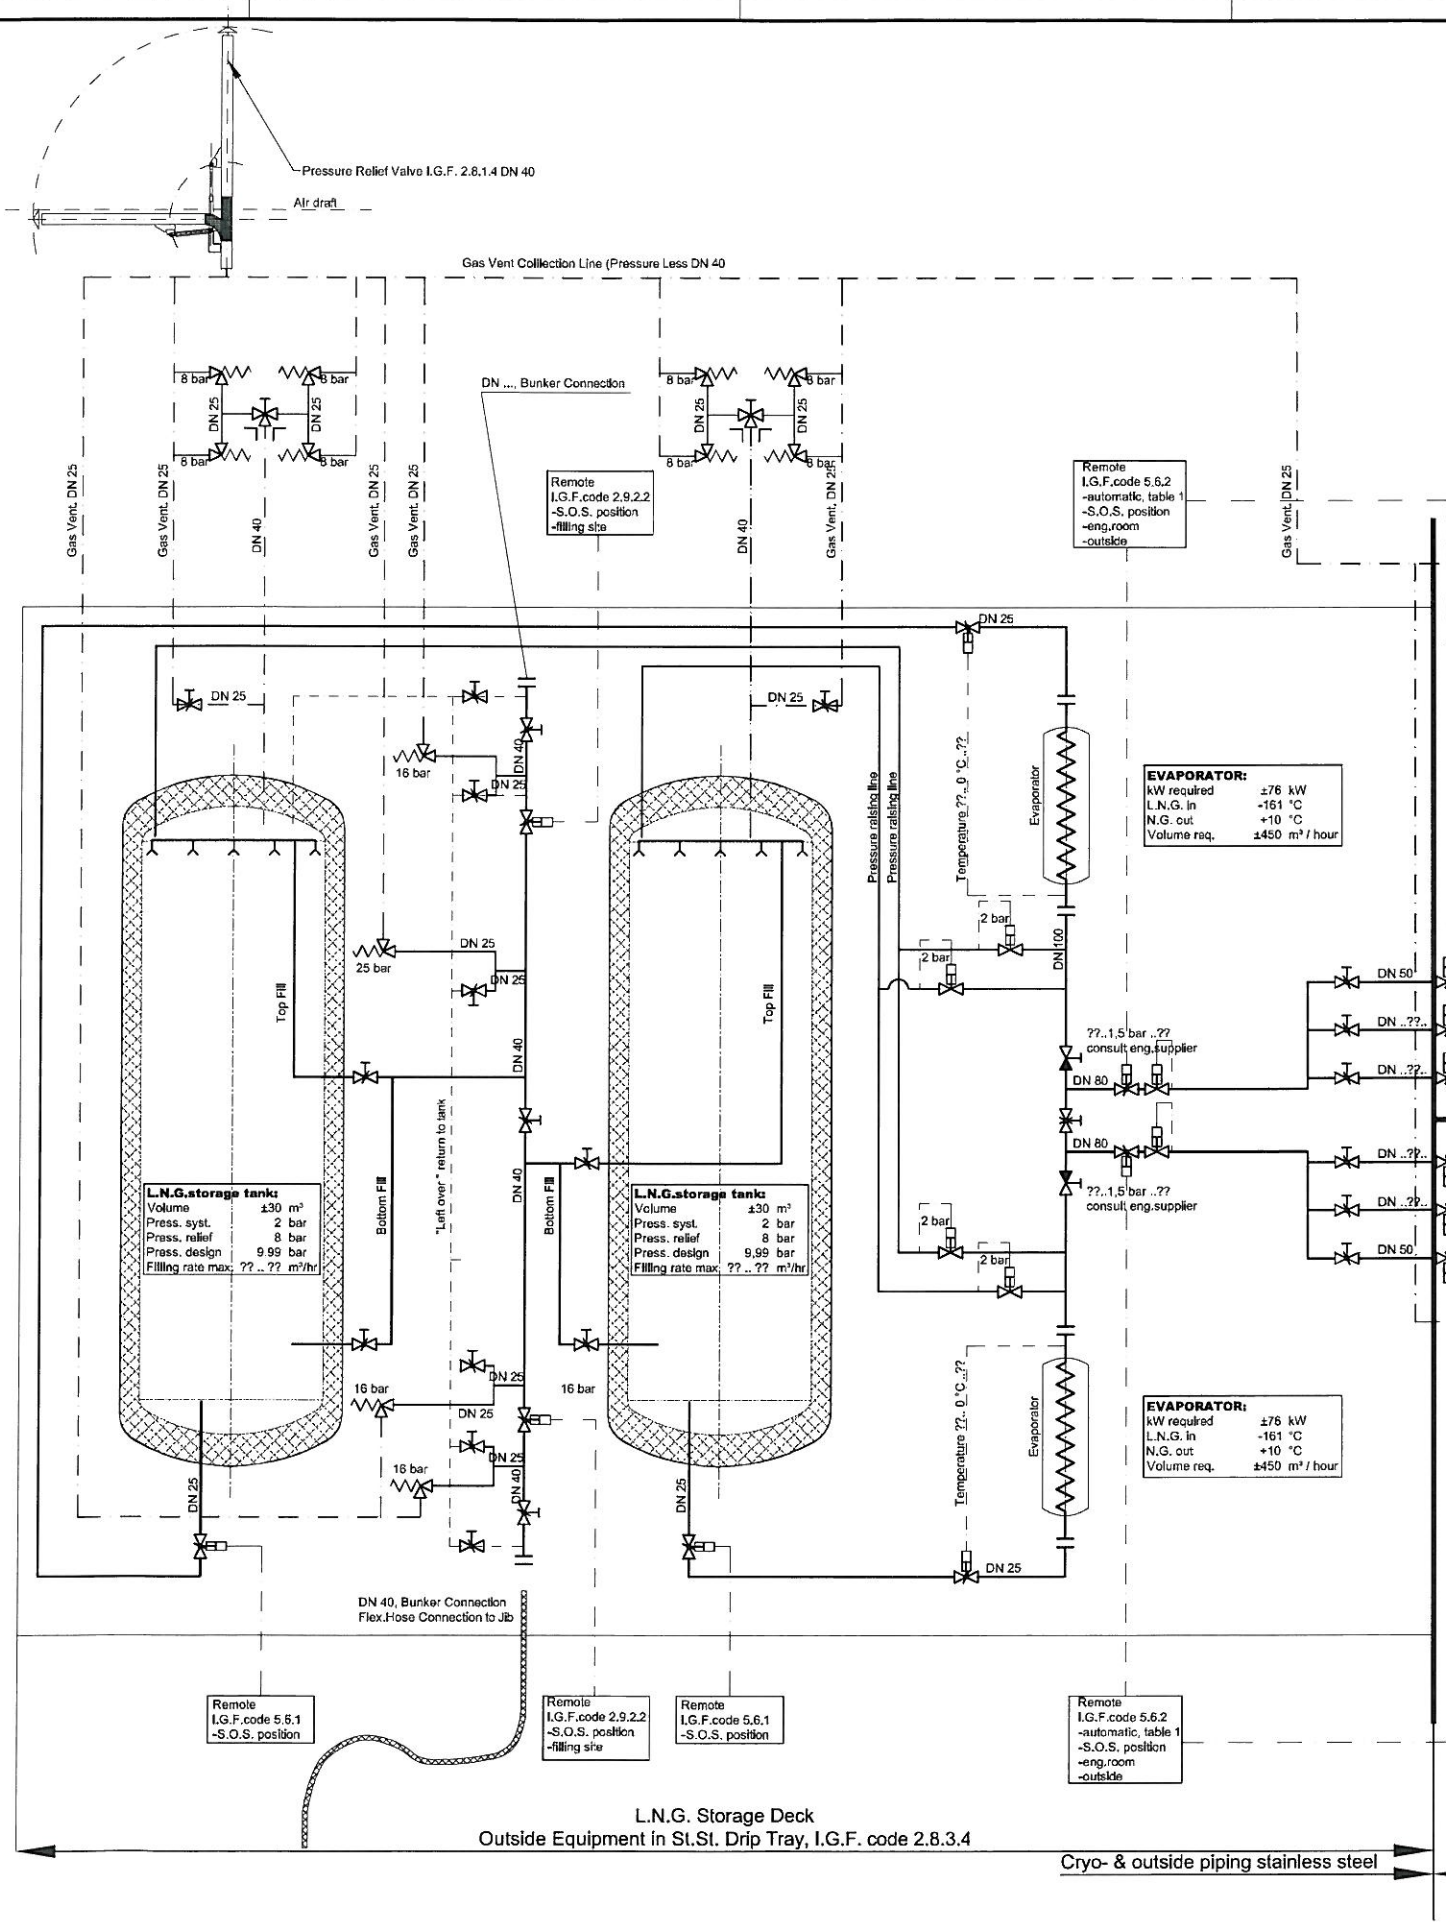 Pressure Relief Valve I.G.F. 2.8.1.4 DN 40
Air draft
Gas Vent Colllection Line (Pressure Less DN 40
8 bar
8 bar
8 bar
8 bar
DN 25
DN 25
8 bar
8 bar
8 bar
8 bar
DN 25
DN 25
DN ..., Bunker Connection
Gas Vent, DN 25
Gas Vent, DN 25
DN 40
Gas Vent, DN 25
Gas Vent, DN 25
DN 40
Gas Vent, DN 25
Gas Vent, DN 25
Remote
I.G.F.code 2.9.2.2
-S.O.S. position
-filling site
Remote
I.G.F.code 5.6.2
-automatic, table 1
-S.O.S. position
-eng.room
-outside
DN 25
DN 25
DN 25
DN 40
16 bar
DN 25
Pressure raising line
Pressure raising line
Temperature ??.. 0 °C ..??
Evaporator
EVAPORATOR:
kW required ±76 kW
L.N.G. in -161 °C
N.G. out +10 °C
Volume req. ±450 m³ / hour
2 bar
2 bar
DN 100
25 bar
DN 25
DN 25
Top Fill
Top Fill
DN 40
DN 50
DN ..??..
DN ..??..
??..1,5 bar ..??
consult eng.supplier
DN 80
DN 80
??..1,5 bar ..??
consult eng.supplier
DN ..??..
DN ..??..
DN 50
"Left over" return to tank
DN 40
Bottom Fill
Bottom Fill
L.N.G.storage tank:
Volume ±30 m³
Press. syst. 2 bar
Press. relief 8 bar
Press. design 9.99 bar
Filling rate max. ?? .. ?? m³/hr
L.N.G.storage tank:
Volume ±30 m³
Press. syst. 2 bar
Press. relief 8 bar
Press. design 9,99 bar
Filling rate max ?? .. ?? m³/hr
2 bar
2 bar
16 bar
DN 25
DN 25
16 bar
16 bar
DN 25
DN 40
DN 25
DN 25
Temperature ??.. 0 °C ..??
Evaporator
EVAPORATOR:
kW required ±76 kW
L.N.G. in -161 °C
N.G. out +10 °C
Volume req. ±450 m³ / hour
DN 25
DN 40, Bunker Connection
Flex.Hose Connection to Jib
Remote
I.G.F.code 5.6.1
-S.O.S. position
Remote
I.G.F.code 2.9.2.2
-S.O.S. position
-filling site
Remote
I.G.F.code 5.6.1
-S.O.S. position
Remote
I.G.F.code 5.6.2
-automatic, table 1
-S.O.S. position
-eng.room
-outside
L.N.G. Storage Deck
Outside Equipment in St.St. Drip Tray, I.G.F. code 2.8.3.4
Cryo- & outside piping stainless steel